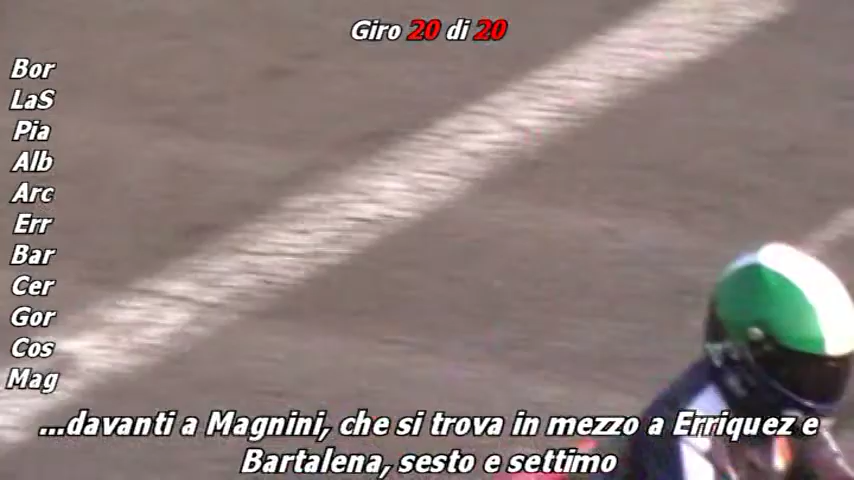 Giro 20 di 20
Bor
LaS
Pia
Alb
Arc
Err
Bar
Cer
Gor
Cos
Mag
...davanti a Magnini, che si trova in mezzo a Erriquez e
Bartalena, sesto e settimo